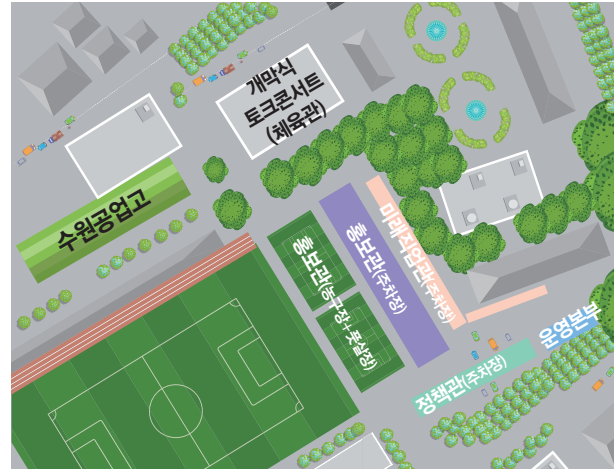 개막식
토크콘서트
(체육관)
수원공업고
홍보관(농구장+풋살장)
홍보관(주차장)
미래직업관(주차장)
정책관(주차장)
운영본부